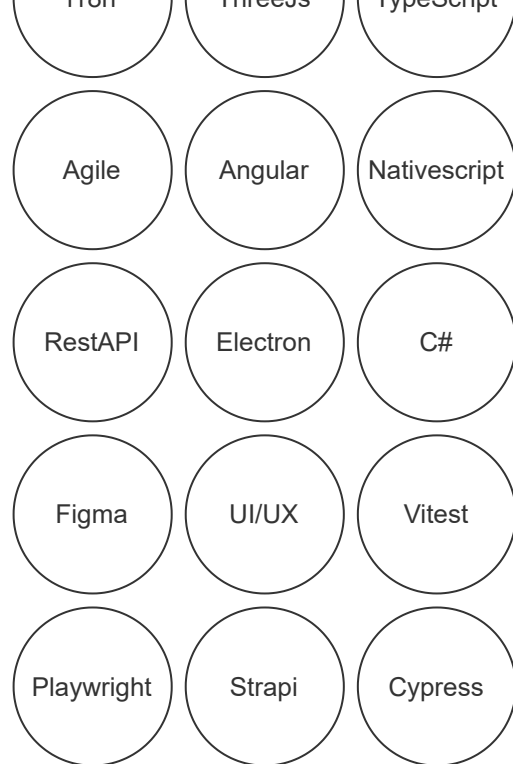 ThreeJs TypeScript
Agile Angular Nativescript
RestAPI Electron C#
Figma UI/UX Vitest
Playwright Strapi Cypress